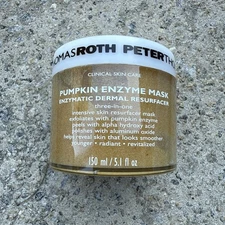 OMASROTH PETERTH
CLINICAL SKIN CARE
PUMPKIN ENZYME MASK
ENZYMATIC DERMAL RESURFACER
three-in-one
intensive skin resurfacer mask
exfoliates with pumpkin enzyme
peels with alpha hydroxy acid
polishes with aluminum oxide
helps reveal skin that looks smoother
younger • radiant • revitalized
150 ml / 5.1 fl oz